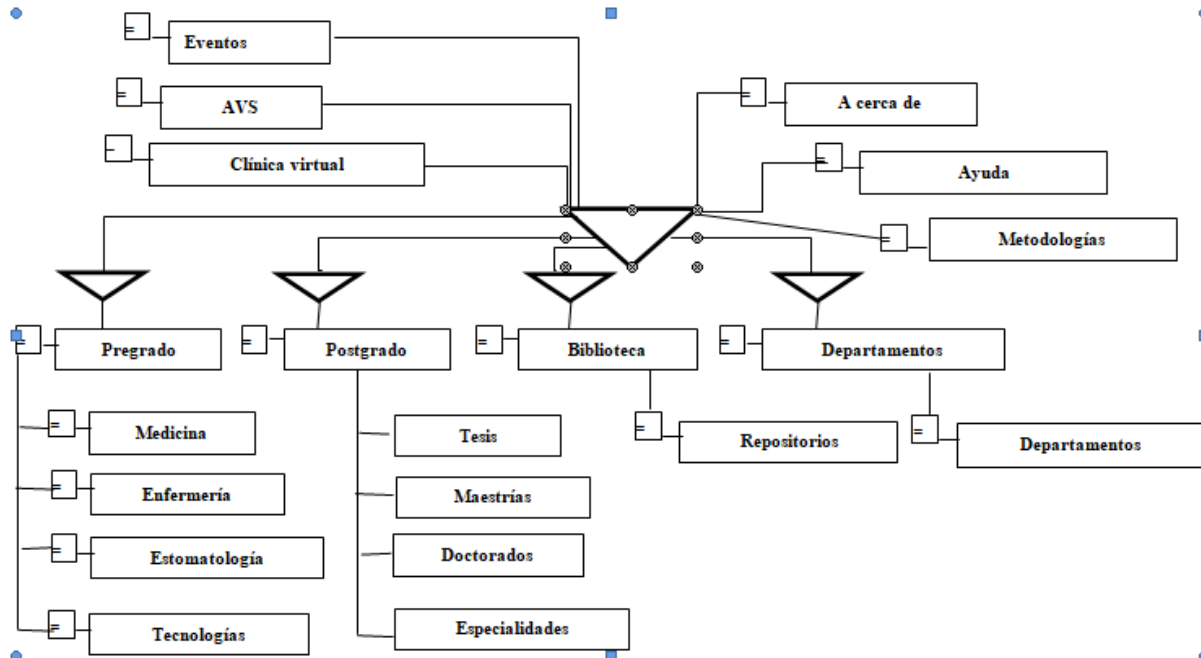 Eventos
AVS
A cerca de
Clínica virtual
Ayuda
Metodologías
Pregrado
Postgrado
Biblioteca
Departamentos
Medicina
Tesis
Repositorios
Departamentos
Enfermería
Maestrías
Estomatología
Doctorados
Tecnologías
Especialidades